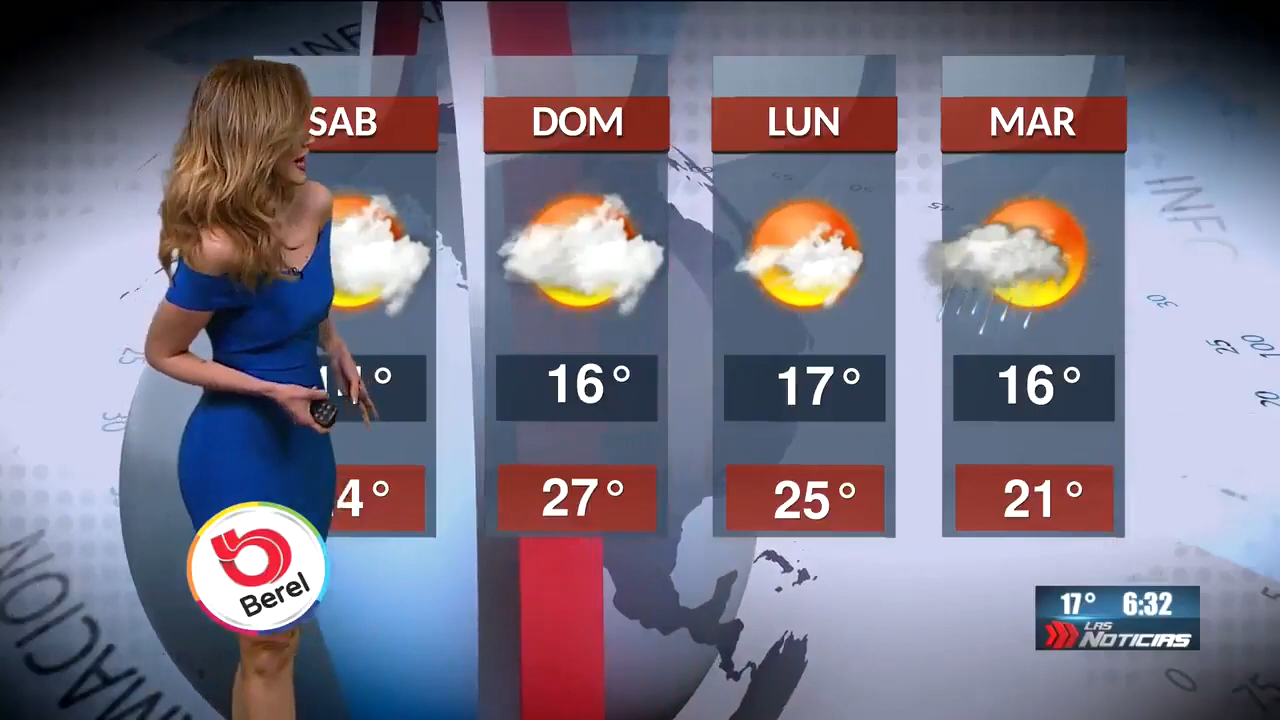 SAB
DOM
LUN
MAR
16°
17°
16°
27°
25°
21°
Berel
17° 6:32
LAS
NOTICIAS